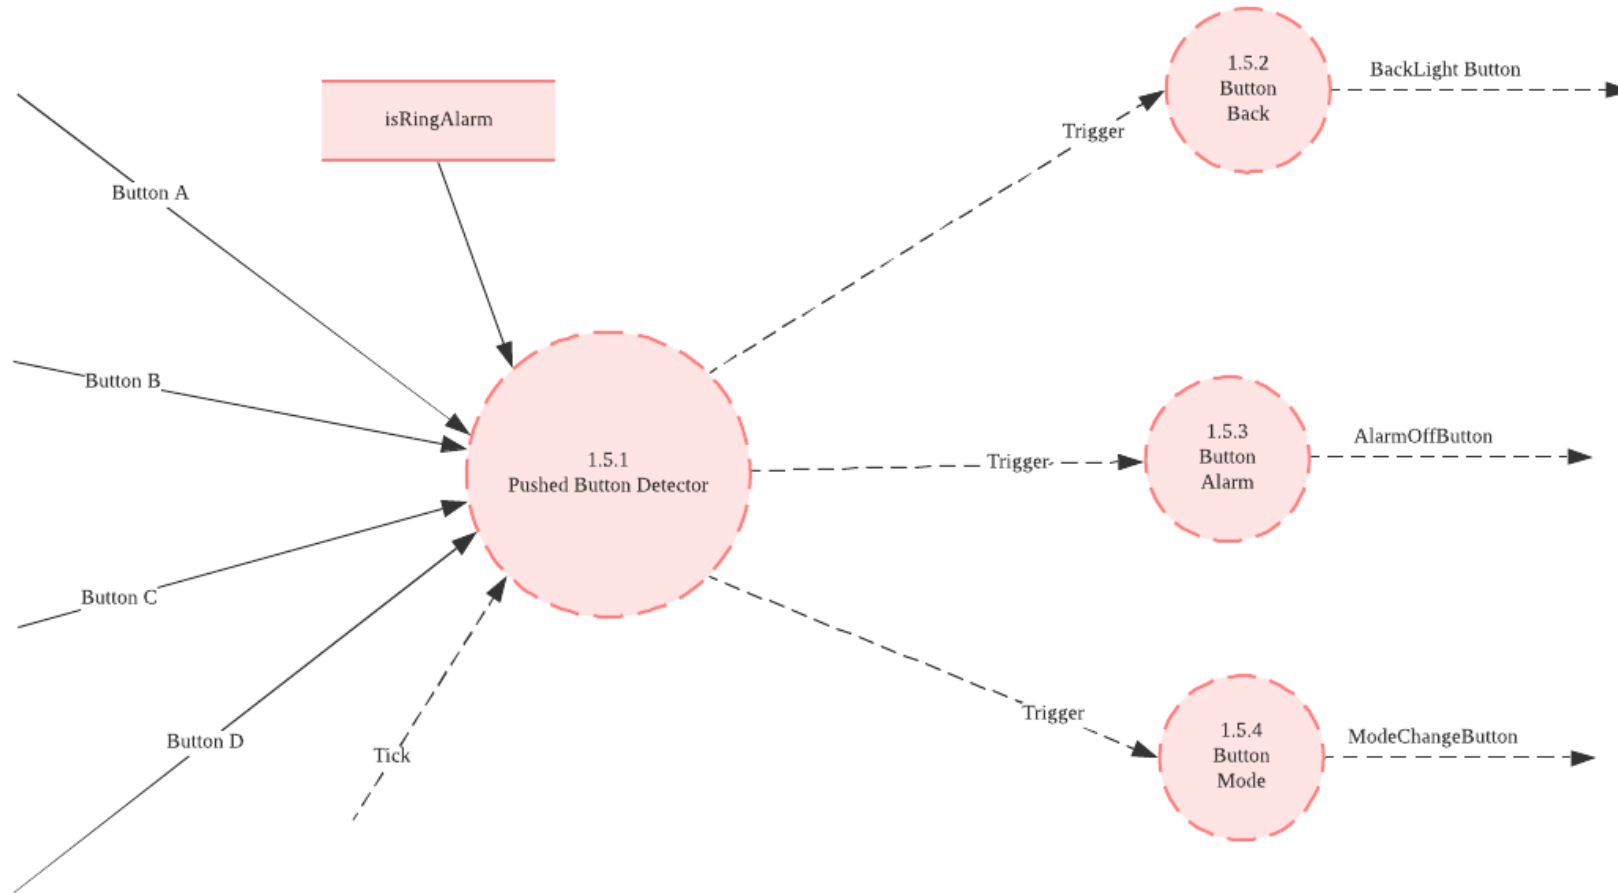 1.5.2
Button
Back
BackLight Button
isRingAlarm
Trigger
Button A
Button B
1.5.1
Pushed Button Detector
Trigger
1.5.3
Button
Alarm
AlarmOffButton
Button C
Button D
Tick
Trigger
1.5.4
Button
Mode
ModeChangeButton